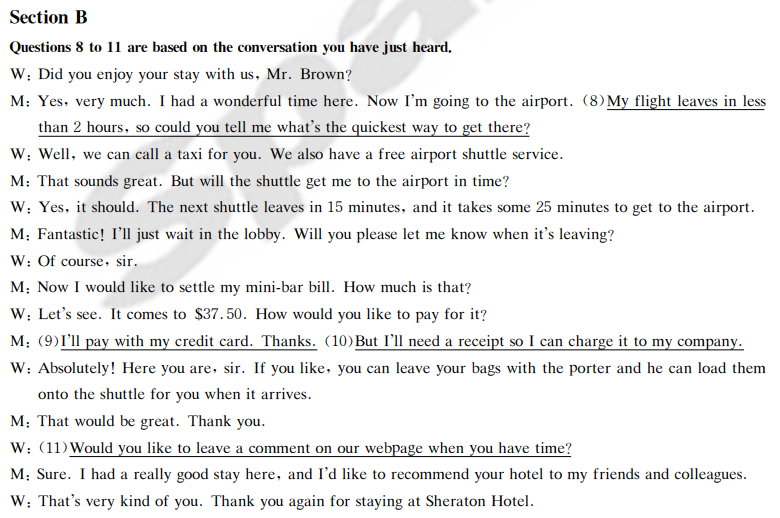 Section B
Questions 8 to 11 are based on the conversation you have just heard.
W: Did you enjoy your stay with us, Mr. Brown?
M: Yes, very much. I had a wonderful time here. Now I'm going to the airport. (8)My flight leaves in less
than 2 hours, so could you tell me what's the quickest way to get there?
W: Well, we can call a taxi for you. We also have a free airport shuttle service.
M: That sounds great. But will the shuttle get me to the airport in time?
W: Yes, it should. The next shuttle leaves in 15 minutes, and it takes some 25 minutes to get to the airport.
M: Fantastic! I'll just wait in the lobby. Will you please let me know when it's leaving?
W: Of course, sir.
M: Now I would like to settle my mini-bar bill. How much is that?
W: Let's see. It comes to $37.50. How would you like to pay for it?
M: (9)I'll pay with my credit card. Thanks. (10)But I'll need a receipt so I can charge it to my company.
W: Absolutely! Here you are, sir. If you like, you can leave your bags with the porter and he can load them
onto the shuttle for you when it arrives.
M: That would be great. Thank you.
W: (11)Would you like to leave a comment on our webpage when you have time?
M: Sure. I had a really good stay here, and I'd like to recommend your hotel to my friends and colleagues.
W: That's very kind of you. Thank you again for staying at Sheraton Hotel.